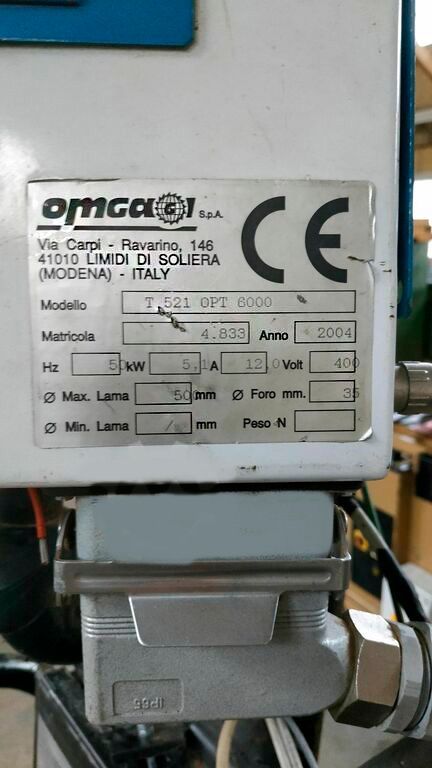 OMGA G S.p.A.
CE
Via Carpi - Ravarino, 146
41010 LIMIDI DI SOLIERA
(MODENA) - ITALY
Modello T 521 OPT 6000
Matricola 4.833 Anno 2004
Hz 50 kW 5,1 A 12,0 Volt 400
Ø Max. Lama 500 mm Ø Foro mm. 35
Ø Min. Lama / mm Peso N
IP65